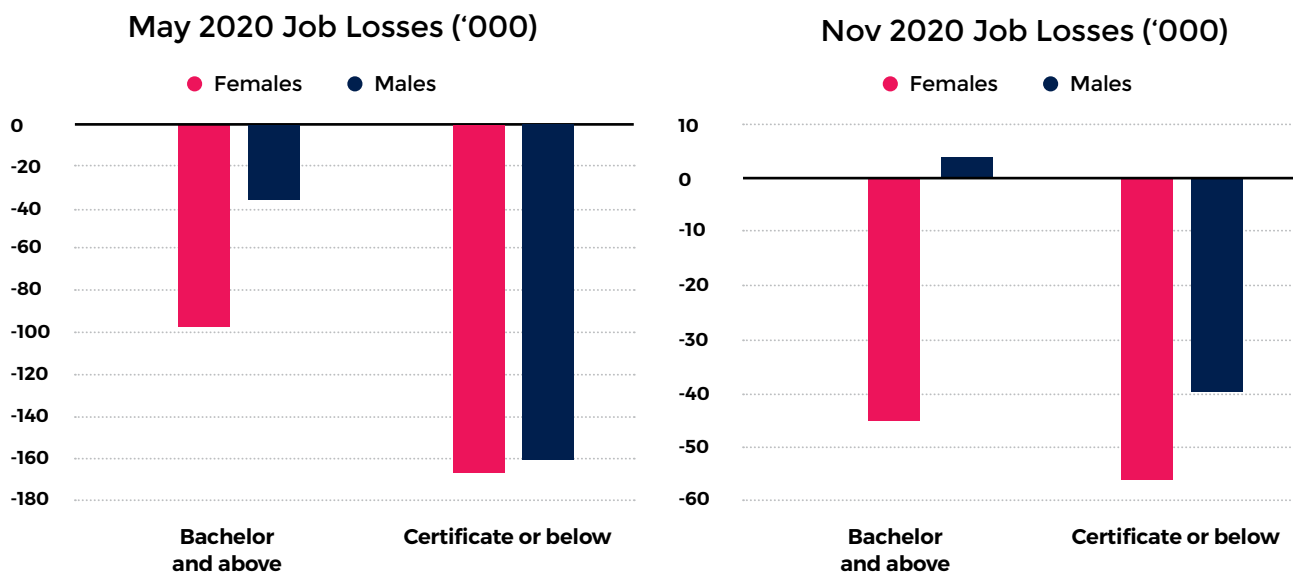 May 2020 Job Losses (‘000)
Females Males
0
-20
-40
-60
-80
-100
-120
-140
-160
-180
Bachelor
and above
Certificate or below
Nov 2020 Job Losses (‘000)
Females Males
10
0
-10
-20
-30
-40
-50
-60
Bachelor
and above
Certificate or below